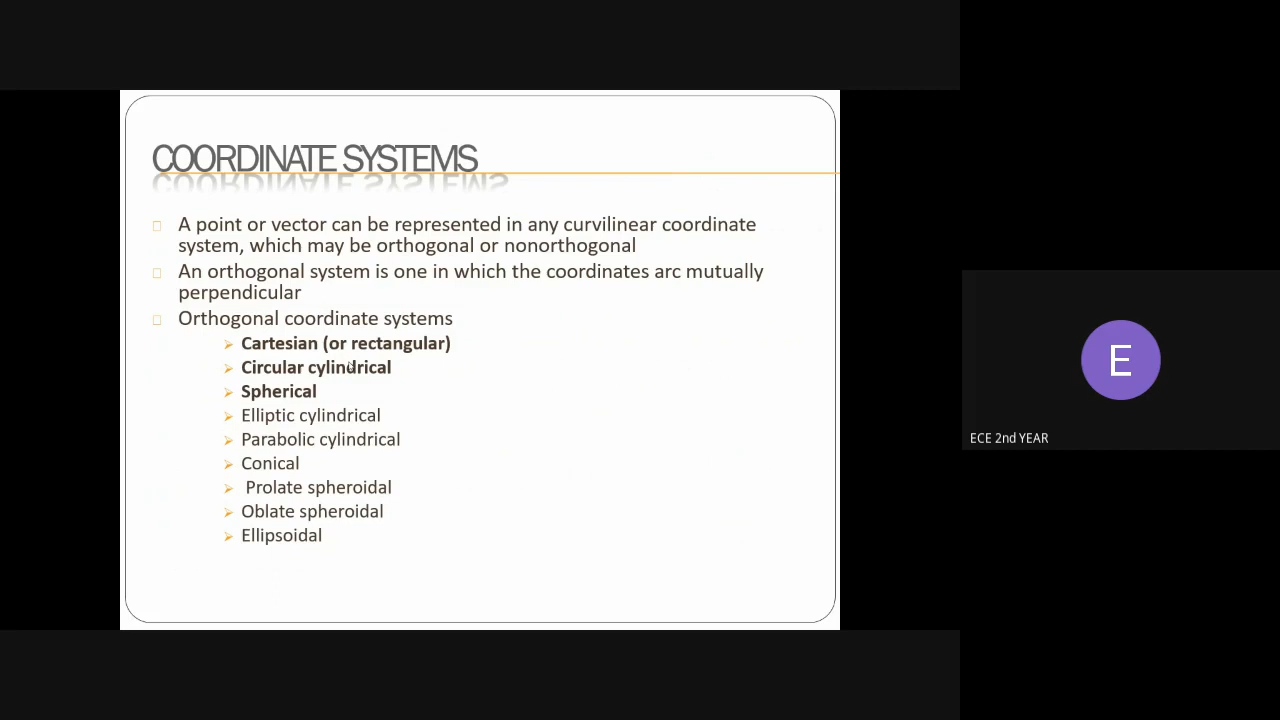 COORDINATE SYSTEMS
A point or vector can be represented in any curvilinear coordinate
system, which may be orthogonal or nonorthogonal
An orthogonal system is one in which the coordinates arc mutually
perpendicular
Orthogonal coordinate systems
Cartesian (or rectangular)
Circular cylindrical
Spherical
Elliptic cylindrical
Parabolic cylindrical
Conical
Prolate spheroidal
Oblate spheroidal
Ellipsoidal
E
ECE 2nd YEAR